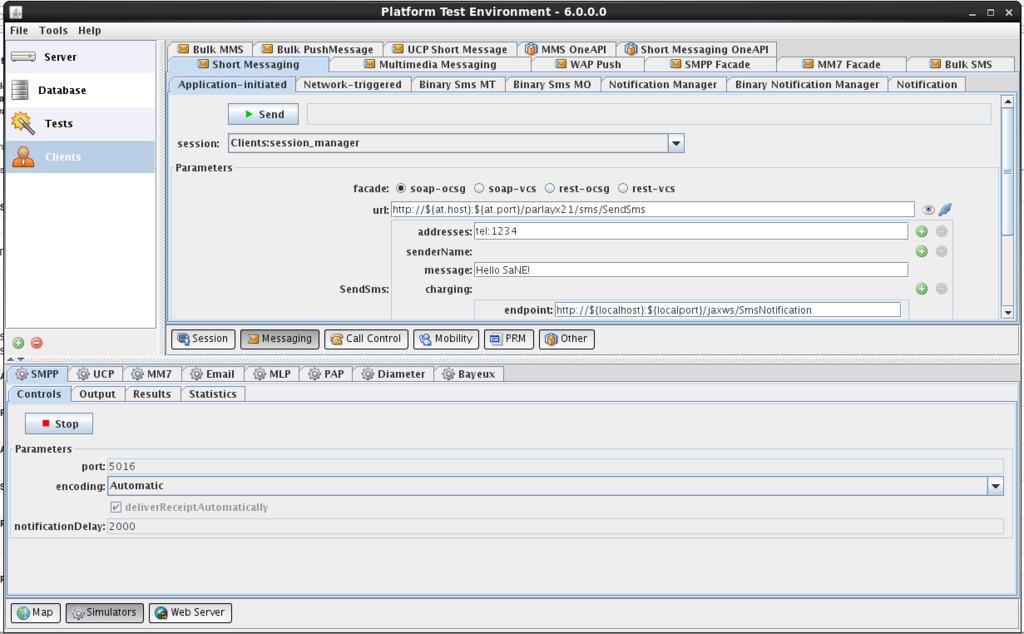 Platform Test Environment - 6.0.0.0
File Tools Help
Server
Database
Tests
Clients
Bulk MMS Bulk PushMessage UCP Short Message MMS OneAPI Short Messaging OneAPI
Short Messaging Multimedia Messaging WAP Push SMPP Facade MM7 Facade Bulk SMS
Application-initiated Network-triggered Binary Sms MT Binary Sms MO Notification Manager Binary Notification Manager Notification
Send
session: Clients:session_manager
Parameters
facade: soap-ocsg soap-vcs rest-ocsg rest-vcs
url: http://${at.host}:${at.port}/parlayx21/sms/SendSms
addresses: tel:1234
senderName:
message: Hello SaNE!
SendSms: charging:
endpoint: http://${localhost}:${localport}/jaxws/SmsNotification
Session Messaging Call Control Mobility PRM Other
SMPP UCP MM7 Email MLP PAP Diameter Bayeux
Controls Output Results Statistics
Stop
Parameters
port: 5016
encoding: Automatic
deliverReceiptAutomatically
notificationDelay: 2000
Map Simulators Web Server